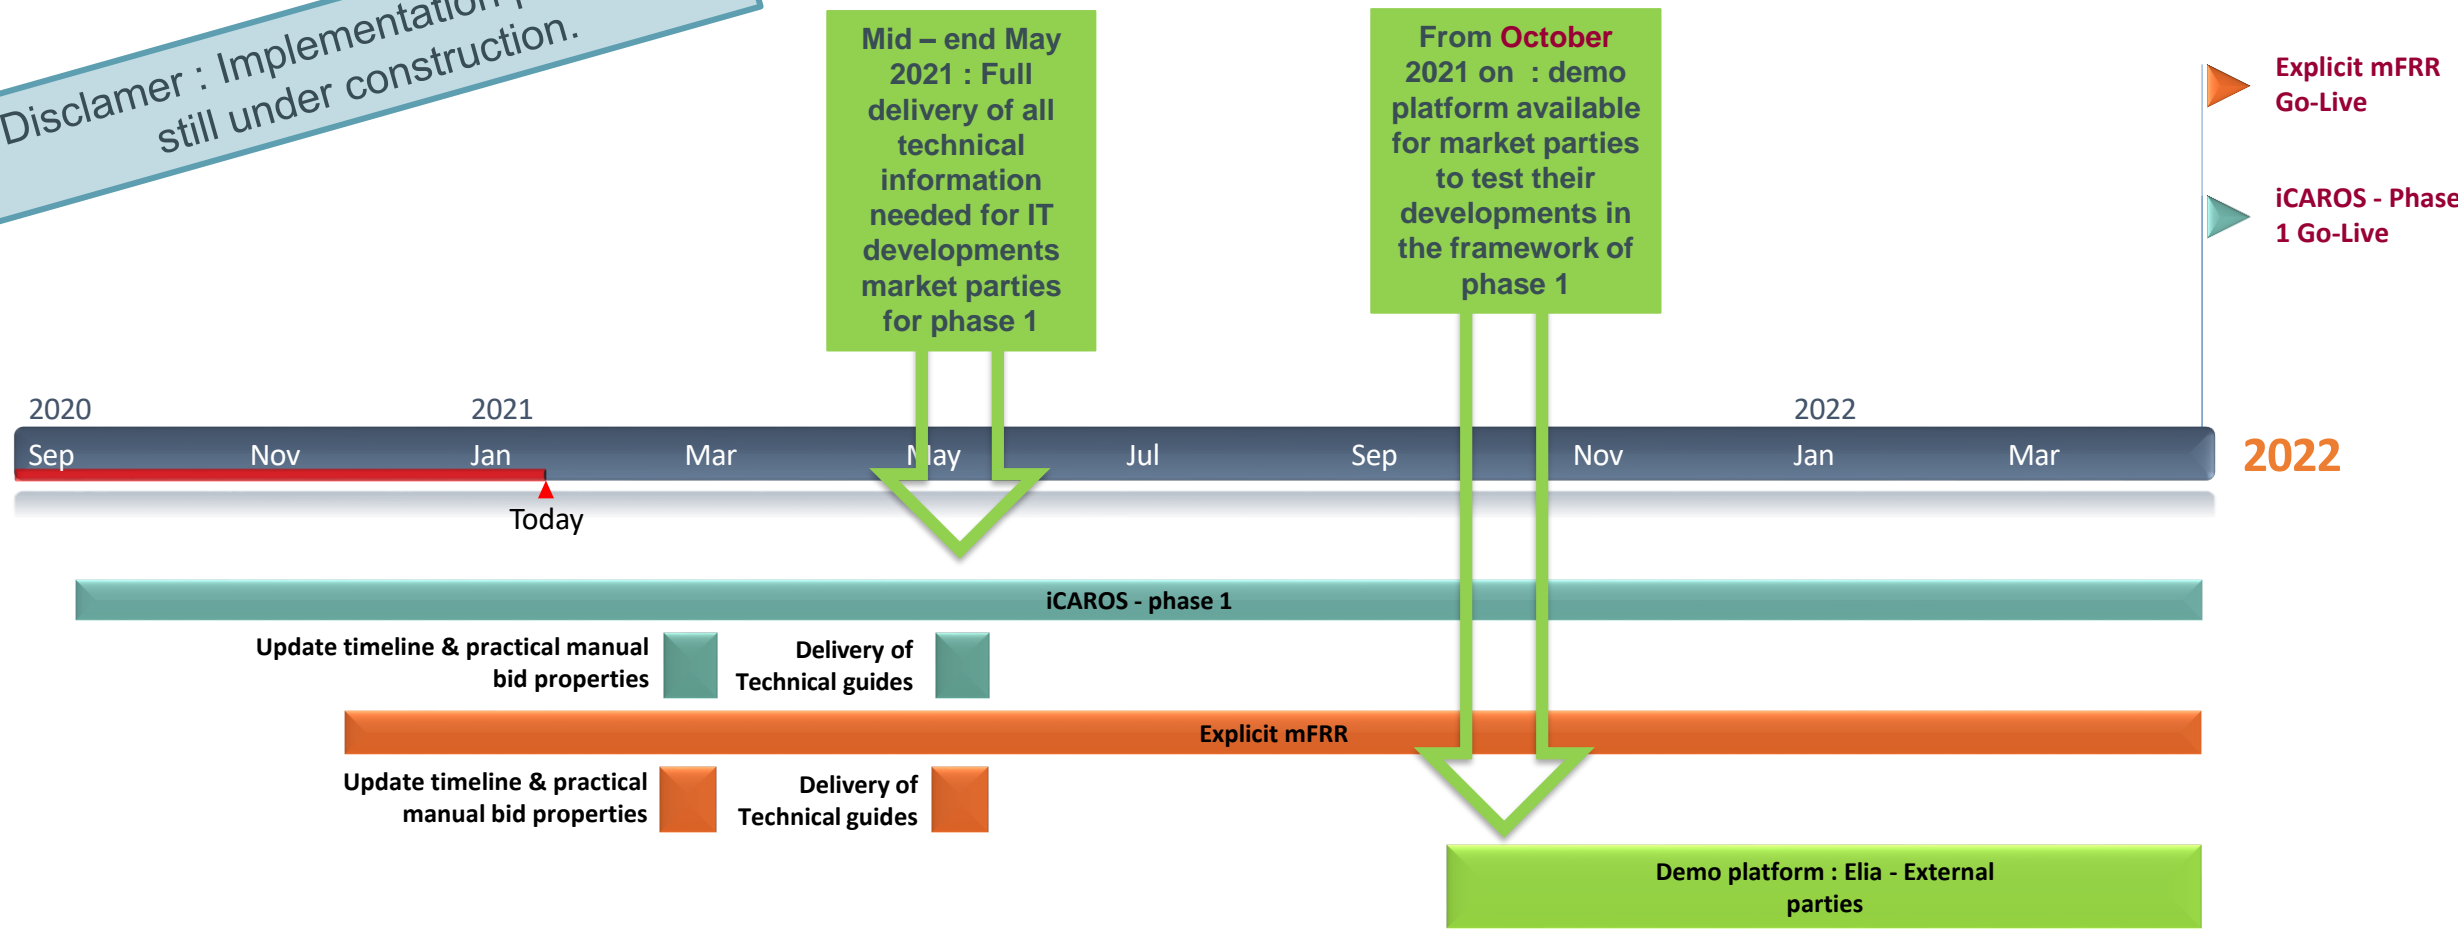 Disclamer : Implementation
still under construction.
Mid – end May
2021 : Full
delivery of all
technical
information
needed for IT
developments
market parties
for phase 1
From October
2021 on : demo
platform available
for market parties
to test their
developments in
the framework of
phase 1
Explicit mFRR
Go-Live
iCAROS - Phase
1 Go-Live
2020
2021
2022
Sep
Nov
Jan
Mar
May
Jul
Sep
Nov
Jan
Mar
2022
Today
iCAROS - phase 1
Update timeline & practical manual
bid properties
Delivery of
Technical guides
Explicit mFRR
Update timeline & practical
manual bid properties
Delivery of
Technical guides
Demo platform : Elia - External
parties